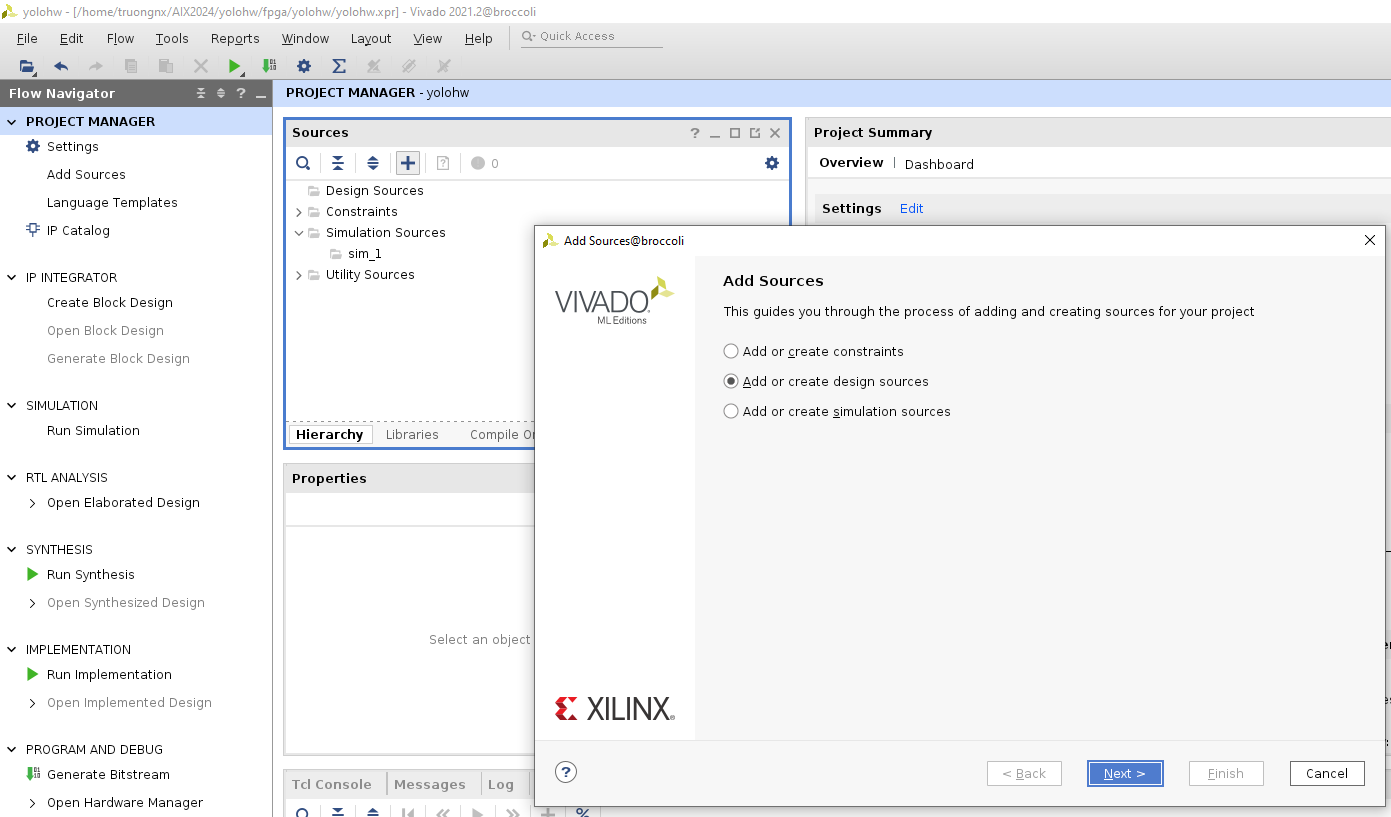 yolohw - [/home/truongnx/AIX2024/yolohw/fpga/yolohw/yolohw.xpr] - Vivado 2021.2@broccoli
File Edit Flow Tools Reports Window Layout View Help Quick Access
Flow Navigator
PROJECT MANAGER
Settings
Add Sources
Language Templates
IP Catalog
IP INTEGRATOR
Create Block Design
Open Block Design
Generate Block Design
SIMULATION
Run Simulation
RTL ANALYSIS
Open Elaborated Design
SYNTHESIS
Run Synthesis
Open Synthesized Design
IMPLEMENTATION
Run Implementation
Open Implemented Design
PROGRAM AND DEBUG
Generate Bitstream
Open Hardware Manager
PROJECT MANAGER - yolohw
Sources
0
Design Sources
Constraints
Simulation Sources
sim_1
Utility Sources
Hierarchy Libraries Compile Or
Properties
Select an object
Tcl Console Messages Log
Project Summary
Overview | Dashboard
Settings Edit
Add Sources@broccoli
VIVADO
ML Editions
Add Sources
This guides you through the process of adding and creating sources for your project
Add or create constraints
Add or create design sources
Add or create simulation sources
XILINX
? < Back Next > Finish Cancel